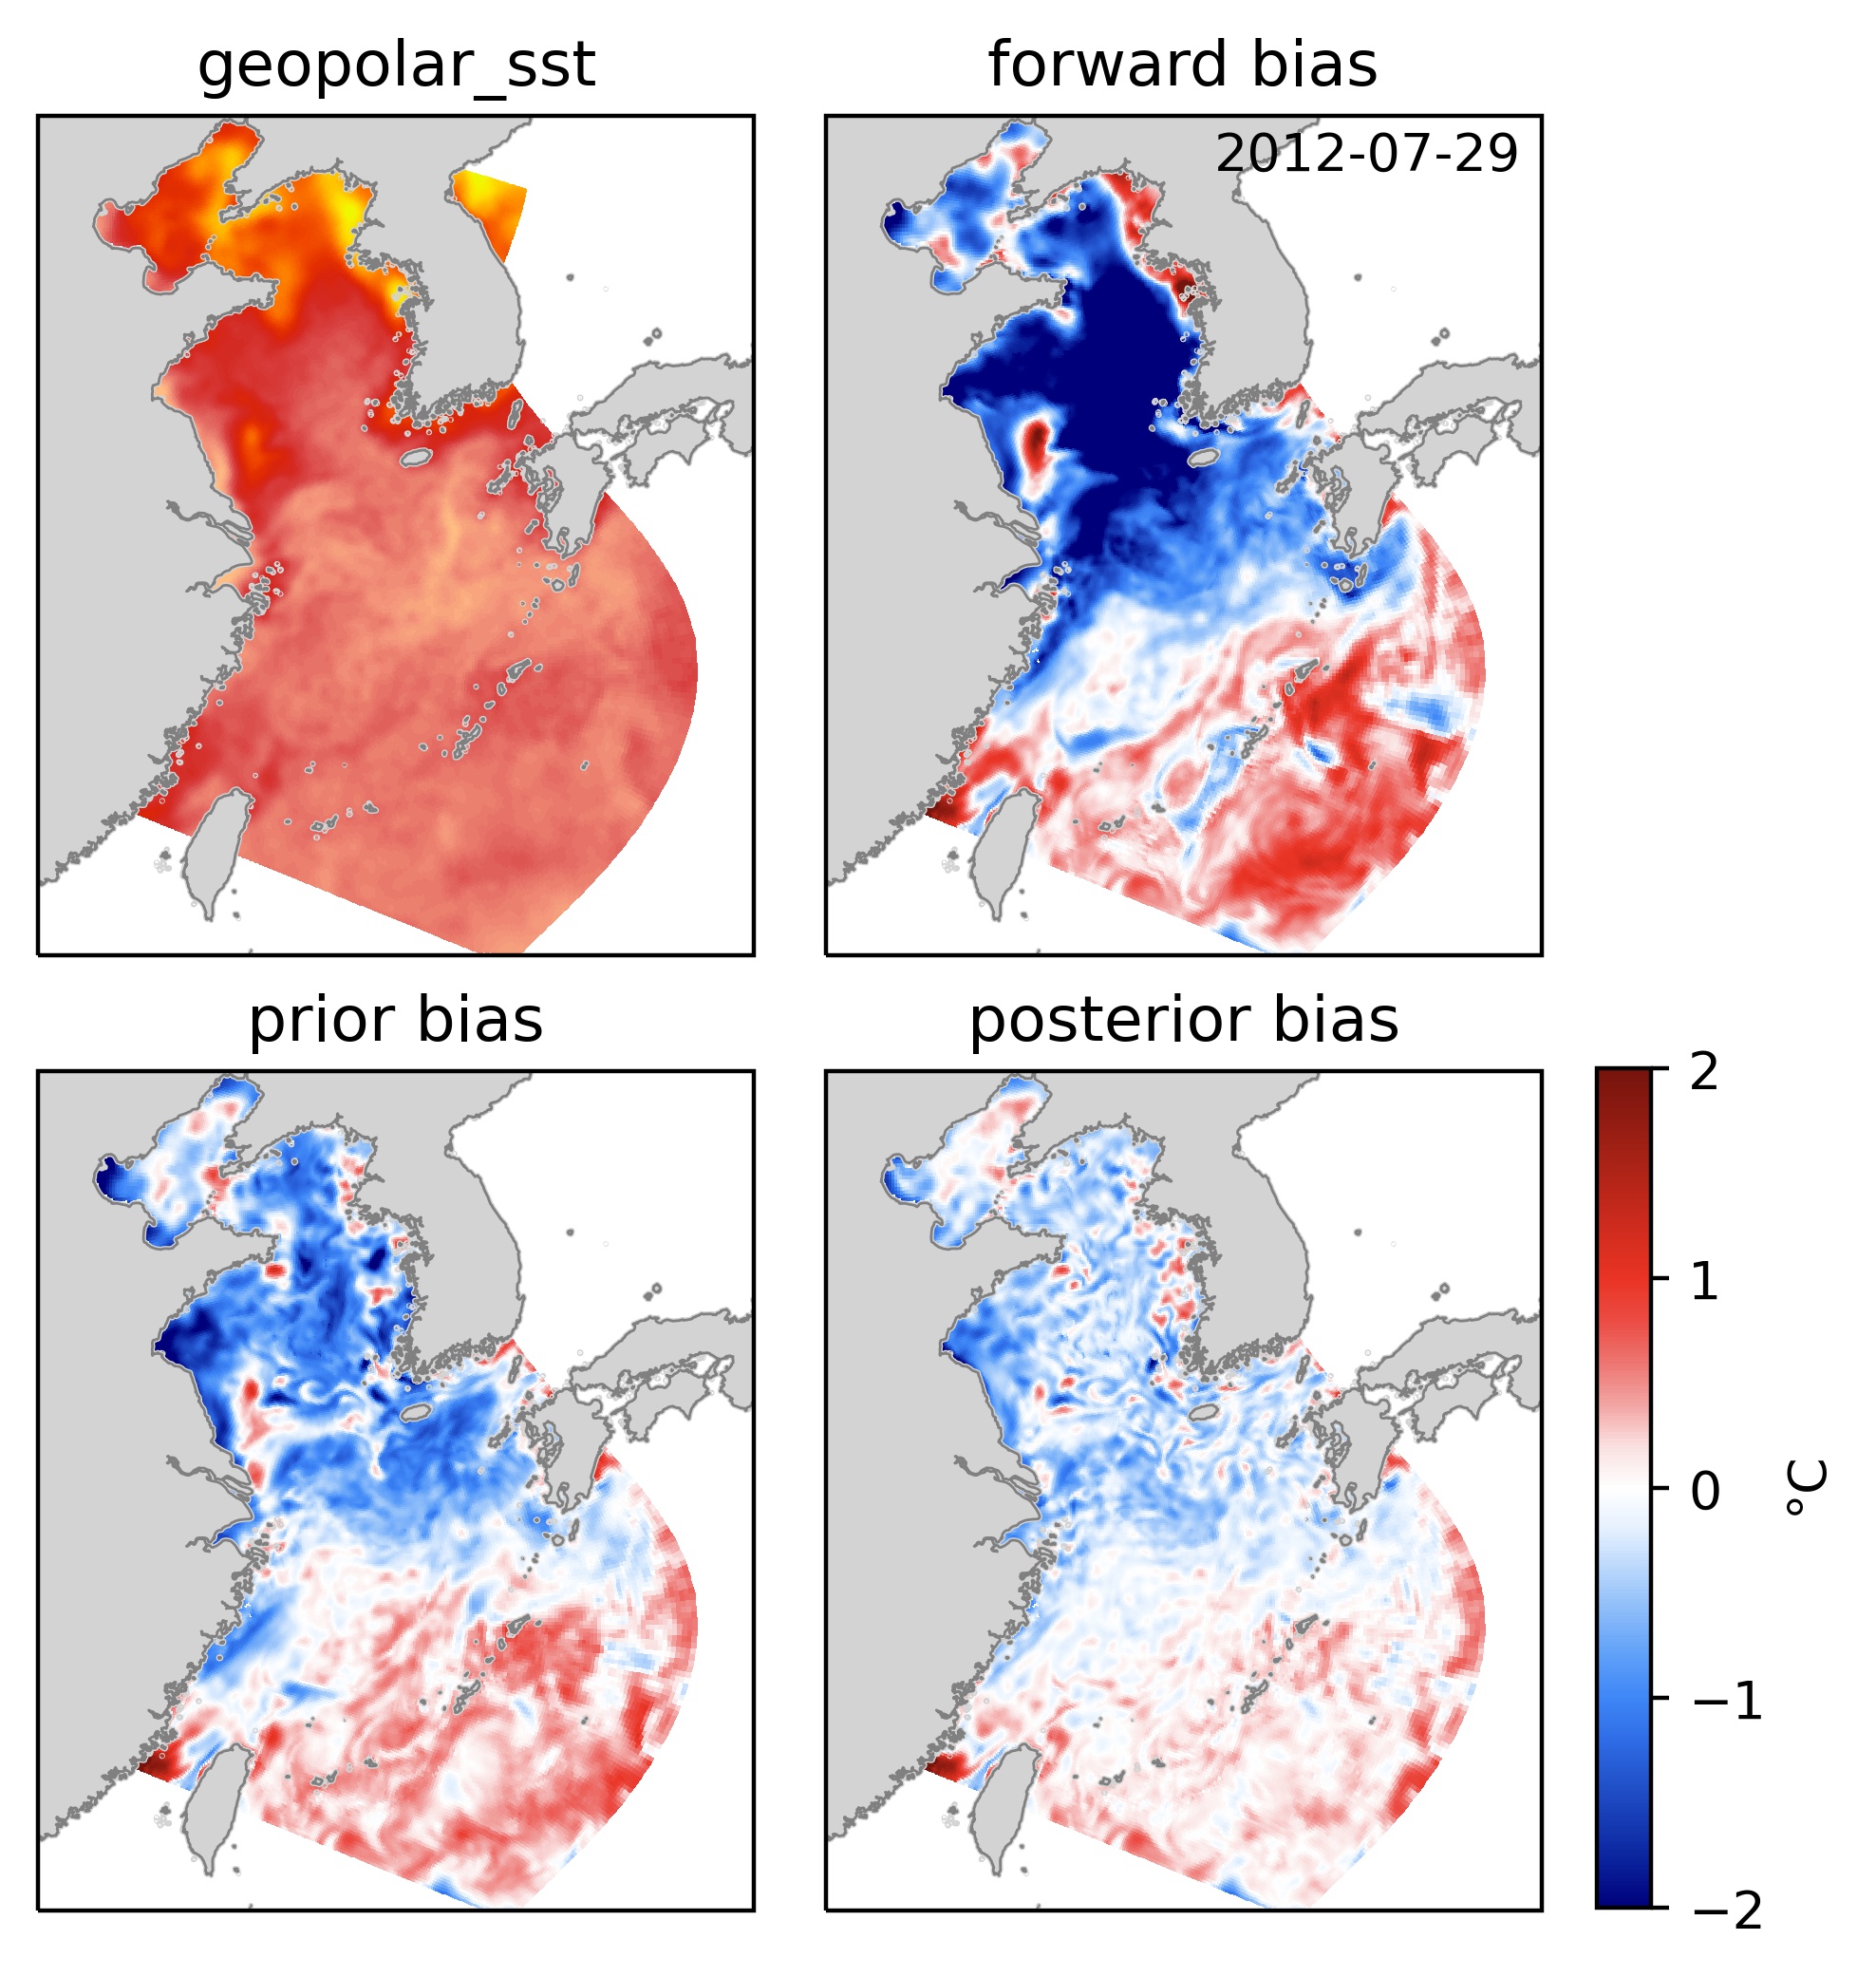 geopolar_sst
forward bias
2012-07-29
prior bias
posterior bias
2
1
0
−1
−2
°C